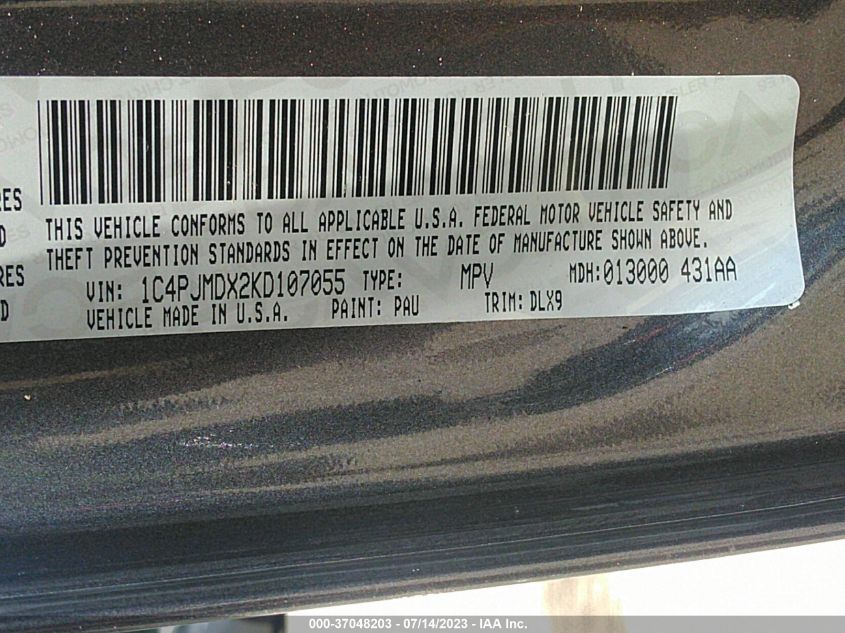 RES
D
RES
D
THIS VEHICLE CONFORMS TO ALL APPLICABLE U.S.A. FEDERAL MOTOR VEHICLE SAFETY AND
THEFT PREVENTION STANDARDS IN EFFECT ON THE DATE OF MANUFACTURE SHOWN ABOVE.
VIN: 1C4PJMDX2KD107055 TYPE: MPV MDH:013000 431AA
VEHICLE MADE IN U.S.A. PAINT: PAU TRIM: DLX9
000-37048203 - 07/14/2023 - IAA Inc.